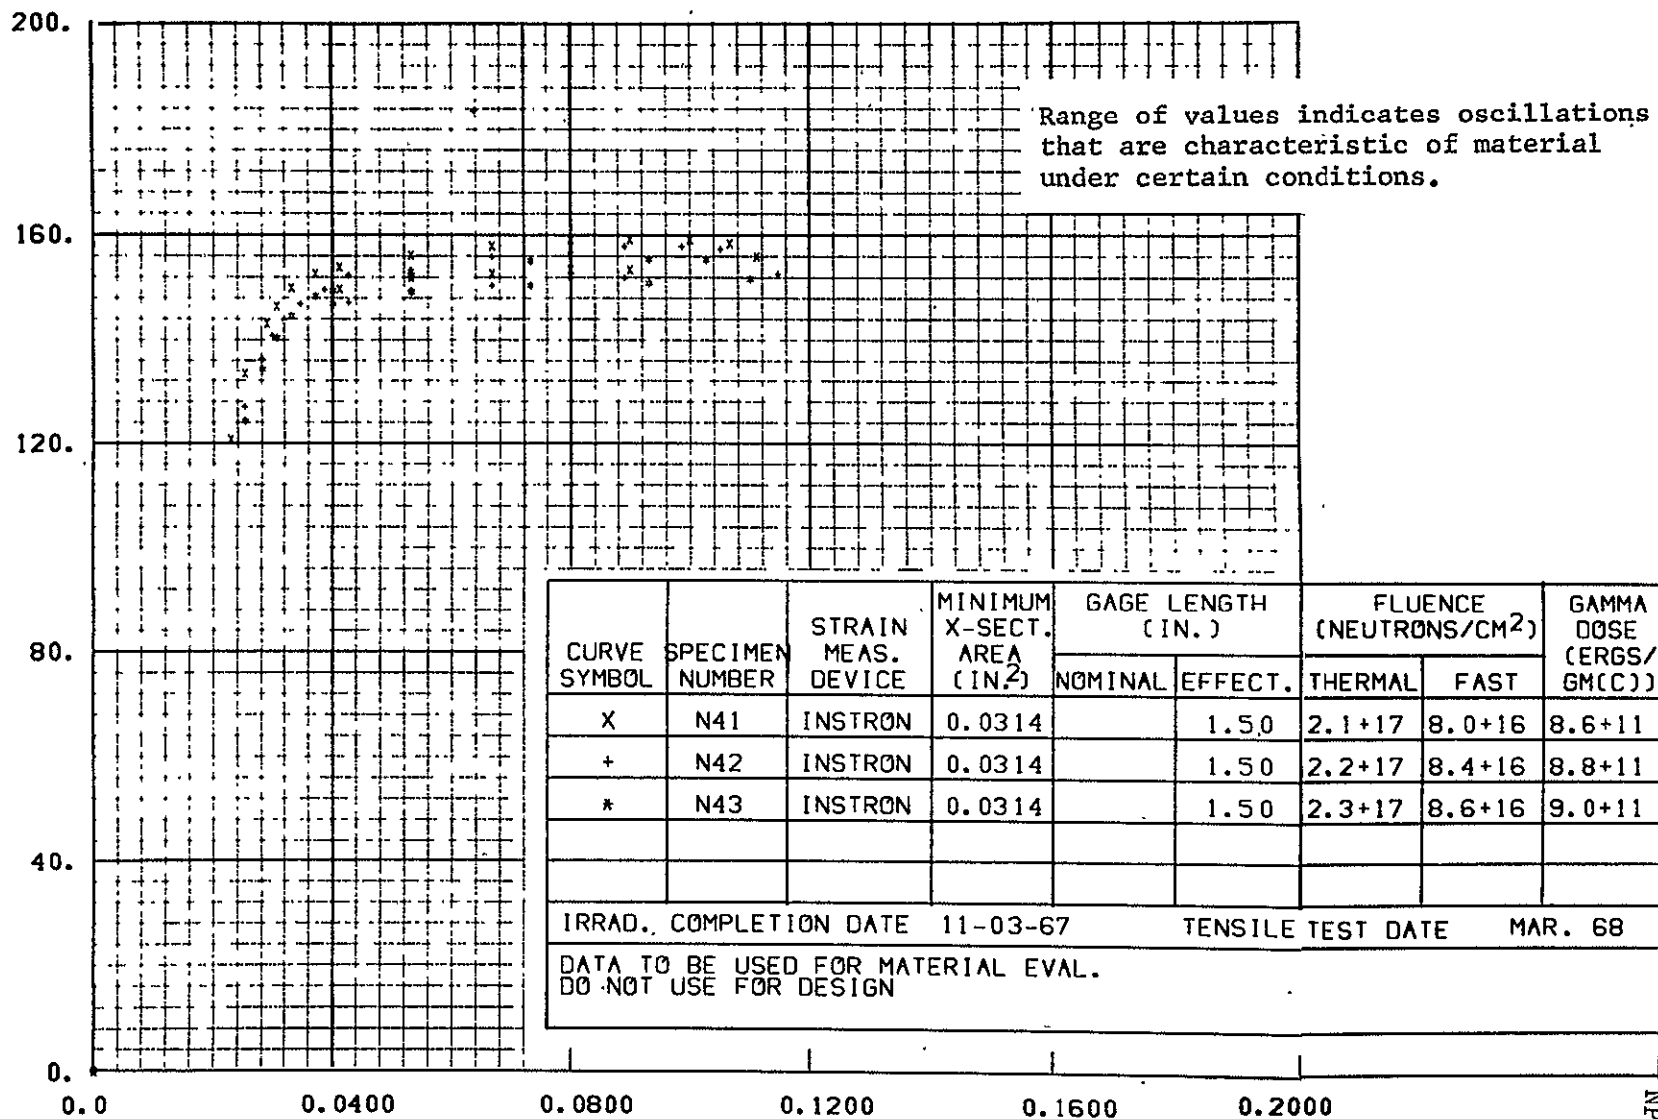 200.
Range of values indicates oscillations
that are characteristic of material
under certain conditions.
160.
120.
80.
40.
0.
0.0 0.0400 0.0800 0.1200 0.1600 0.2000
CURVE SYMBOL SPECIMEN NUMBER STRAIN MEAS. DEVICE MINIMUM X-SECT. AREA (IN.2) GAGE LENGTH (IN.) FLUENCE (NEUTRONS/CM2) GAMMA DOSE (ERGS/GM(C))
NOMINAL EFFECT. THERMAL FAST
X N41 INSTRON 0.0314 1.50 2.1+17 8.0+16 8.6+11
+ N42 INSTRON 0.0314 1.50 2.2+17 8.4+16 8.8+11
* N43 INSTRON 0.0314 1.50 2.3+17 8.6+16 9.0+11
IRRAD. COMPLETION DATE 11-03-67 TENSILE TEST DATE MAR. 68
DATA TO BE USED FOR MATERIAL EVAL.
DO NOT USE FOR DESIGN